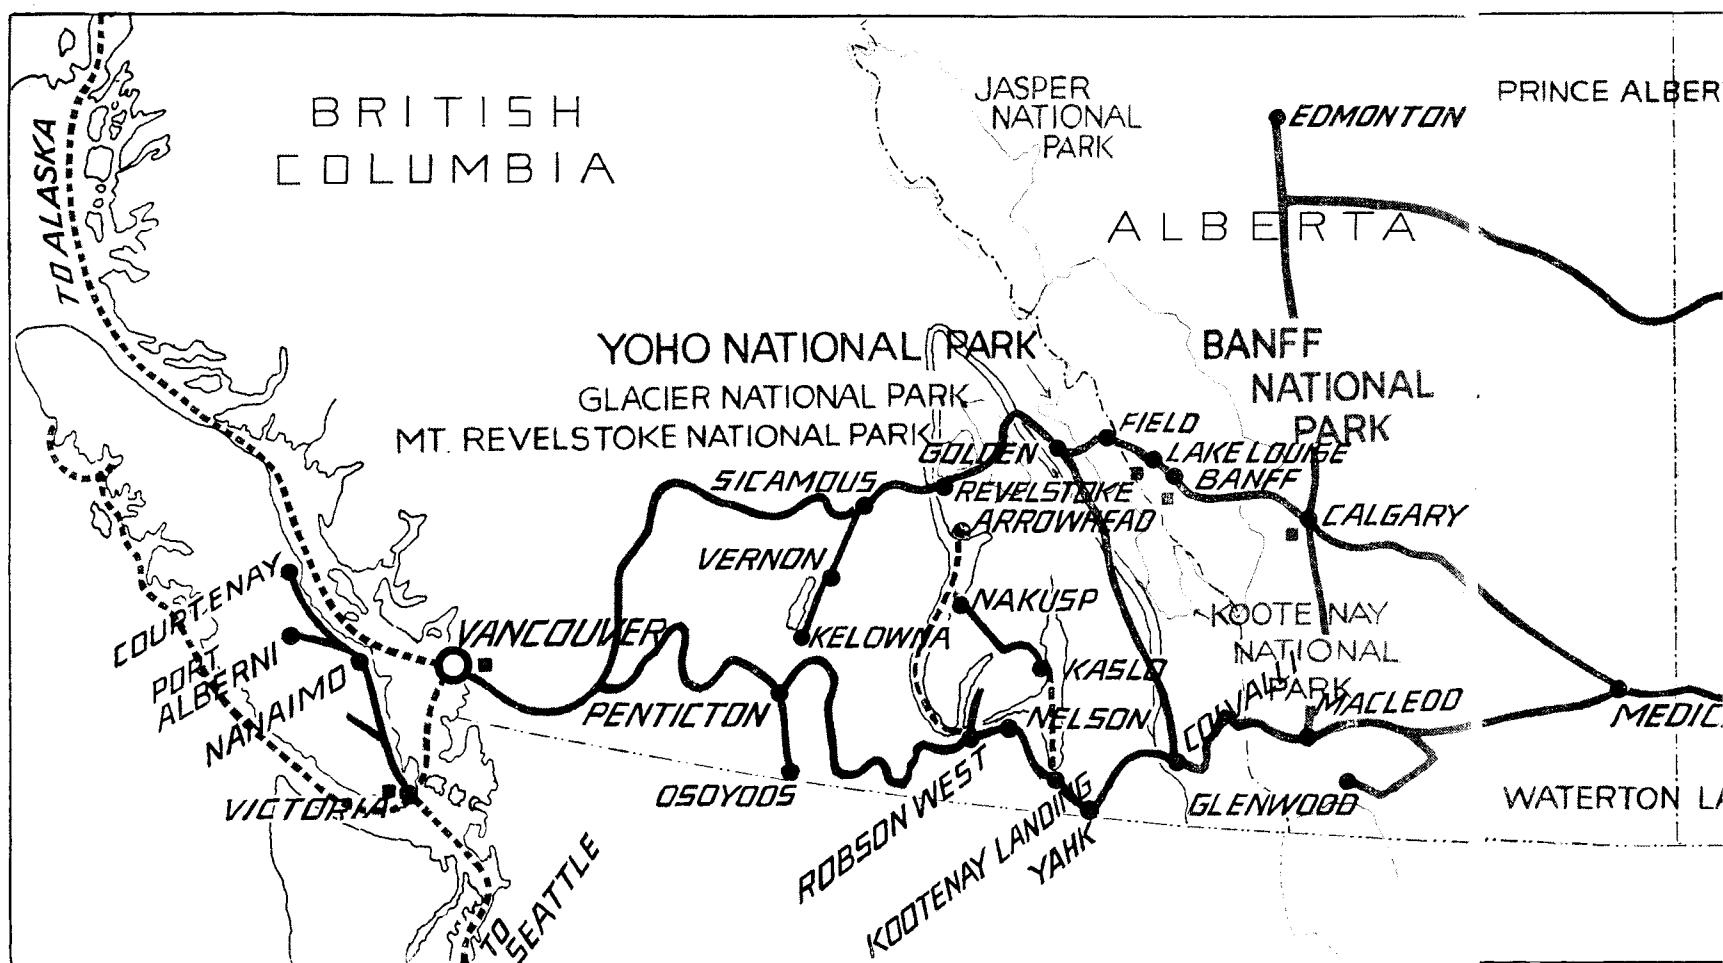 BRITISH
COLUMBIA
TO ALASKA
JASPER
NATIONAL
PARK
EDMONTON
PRINCE ALBER
ALBERTA
YOHO NATIONAL PARK
GLACIER NATIONAL PARK
MT. REVELSTOKE NATIONAL PARK
BANFF
NATIONAL
PARK
FIELD
GOLDEN
LAKE LOUISE
BANFF
SICAMOUS
REVELSTOKE
ARROWHEAD
CALGARY
VERNON
NAKUSP
KELOWNA
KASLO
KOOTENAY
NATIONAL
PARK
COURTENAY
PORT
ALBERNI
NANAIMO
VANCOUVER
PENTICTON
NELSON
MACLEOD
MEDIC
VICTORIA
OSOYOOS
ROBSON WEST
KOOTENAY LANDING
YAHK
GLENWOOD
WATERTON LA
TO
SEATTLE